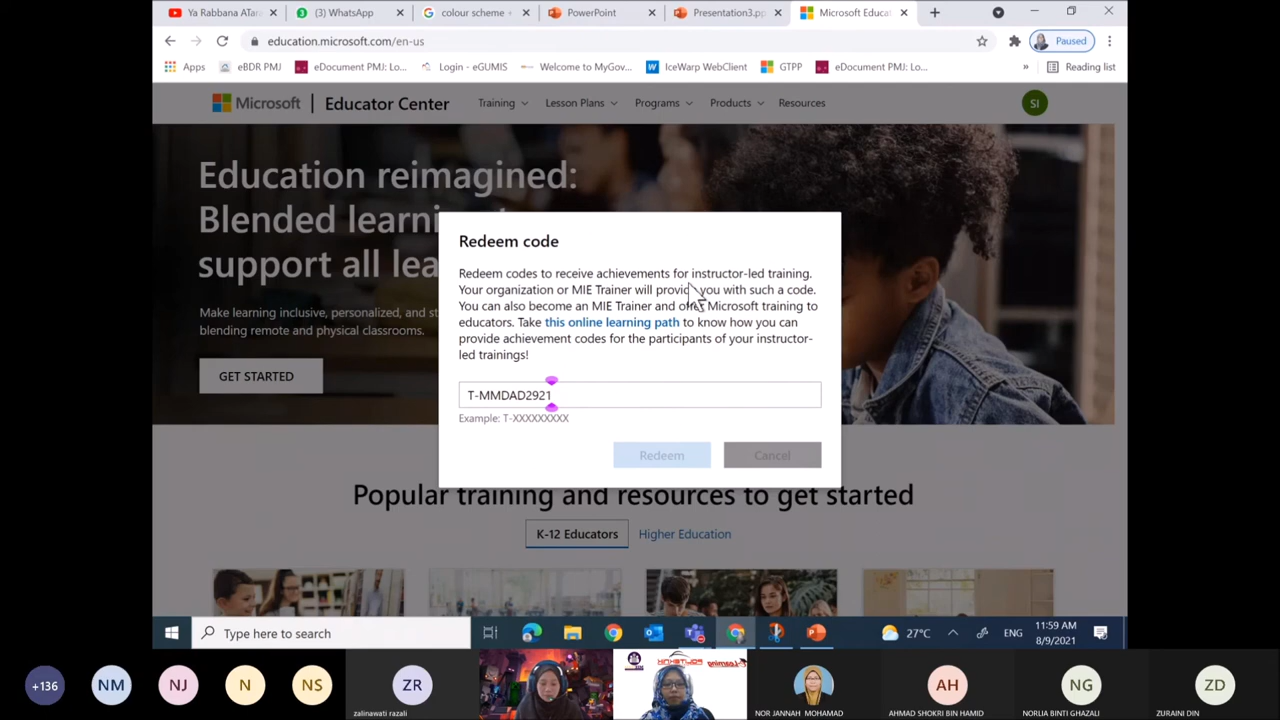 Ya Rabbana ATar
(3) WhatsApp
colour scheme +
PowerPoint
Presentation3.pp
Microsoft Educat
education.microsoft.com/en-us
Paused
Apps
eBDR PMJ
eDocument PMJ: Lo...
Login - eGUMIS
Welcome to MyGov...
IceWarp WebClient
GTPP
eDocument PMJ: Lo...
»
Reading list
Microsoft | Educator Center
Training
Lesson Plans
Programs
Products
Resources
SI
Education reimagined:
Blended learning t
support all lea
Make learning inclusive, personalized, and st
blending remote and physical classrooms.
GET STARTED
Redeem code
Redeem codes to receive achievements for instructor-led training.
Your organization or MIE Trainer will provide you with such a code.
You can also become an MIE Trainer and offer Microsoft training to
educators. Take this online learning path to know how you can
provide achievement codes for the participants of your instructor-
led trainings!
T-MMDAD2921
Example: T-XXXXXXXXX
Redeem
Cancel
Popular training and resources to get started
K-12 Educators
Higher Education
Type here to search
27°C
ENG
11:59 AM
8/9/2021
+136
NM
NJ
N
NS
ZR
zalinawati razali
NOR JANNAH MOHAMAD
AH
AHMAD SHOKRI BIN HAMID
NG
NORLIA BINTI GHAZALI
ZD
ZURAINI DIN